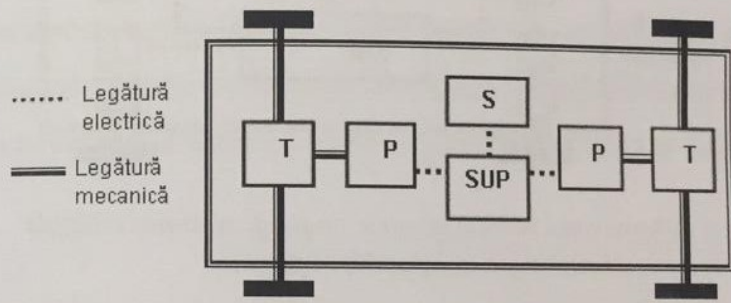 Legătură
electrică
Legătură
mecanică
S
T
P
SUP
P
T